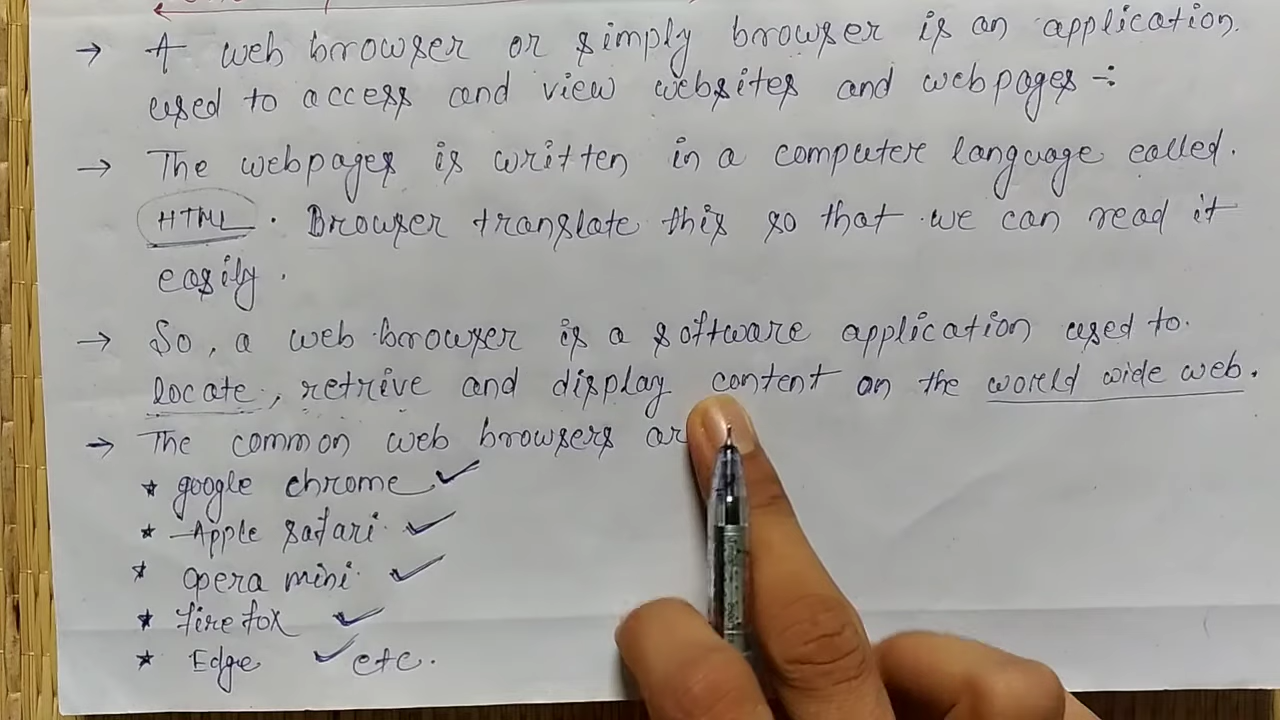 → A web browser or simply browser is an application.
used to access and view websites and webpages ÷
→ The webpages is written in a computer language called.
HTML . Browser translate this so that we can read it
easily .
→ So, a web browser is a software application used to.
locate, retrive and display content on the world wide web.
→ The common web browsers ar
* google chrome ✓
* Apple safari ✓
* opera mini ✓
* firefox ✓
* Edge ✓ etc.